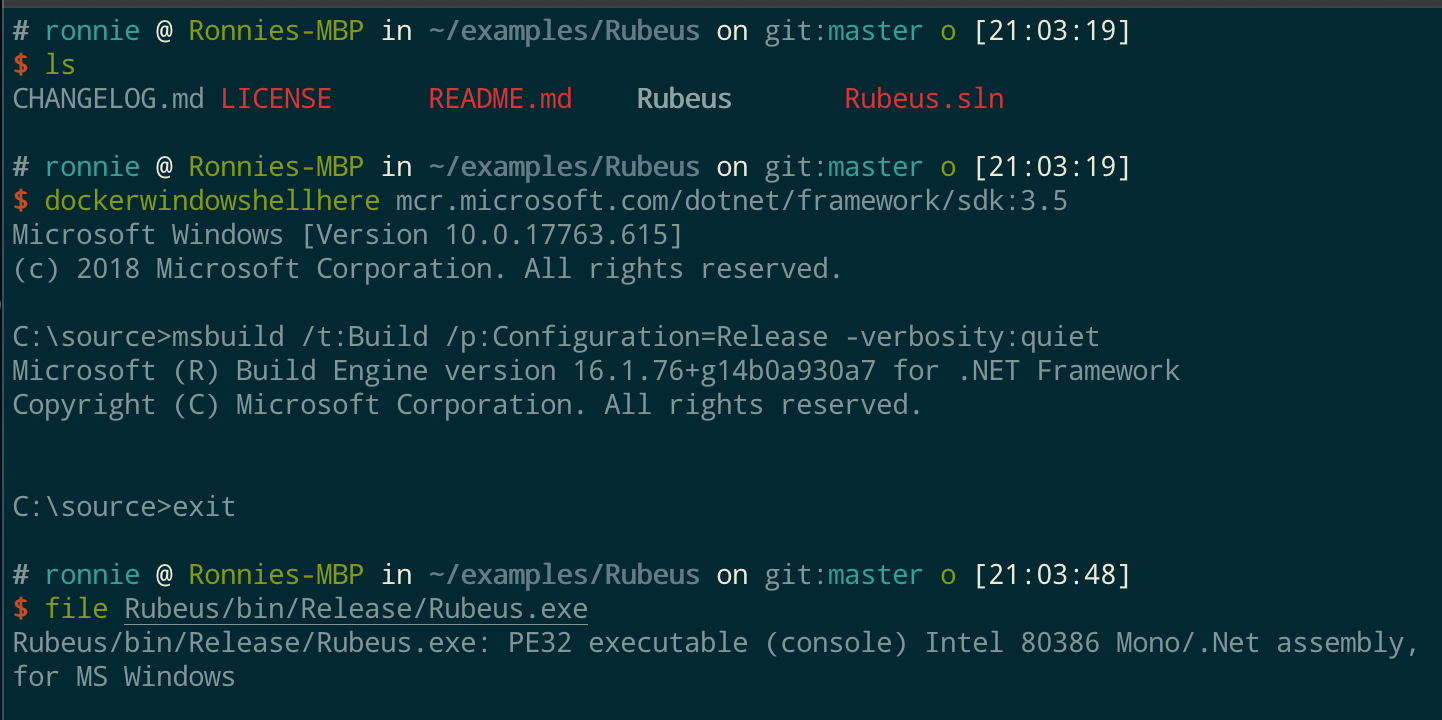 # ronnie @ Ronnies-MBP in ~/examples/Rubeus on git:master o [21:03:19]
$ ls
CHANGELOG.md LICENSE      README.md    Rubeus       Rubeus.sln
# ronnie @ Ronnies-MBP in ~/examples/Rubeus on git:master o [21:03:19]
$ dockerwindowshellhere mcr.microsoft.com/dotnet/framework/sdk:3.5
Microsoft Windows [Version 10.0.17763.615]
(c) 2018 Microsoft Corporation. All rights reserved.
C:\source>msbuild /t:Build /p:Configuration=Release -verbosity:quiet
Microsoft (R) Build Engine version 16.1.76+g14b0a930a7 for .NET Framework
Copyright (C) Microsoft Corporation. All rights reserved.
C:\source>exit
# ronnie @ Ronnies-MBP in ~/examples/Rubeus on git:master o [21:03:48]
$ file Rubeus/bin/Release/Rubeus.exe
Rubeus/bin/Release/Rubeus.exe: PE32 executable (console) Intel 80386 Mono/.Net assembly,
for MS Windows